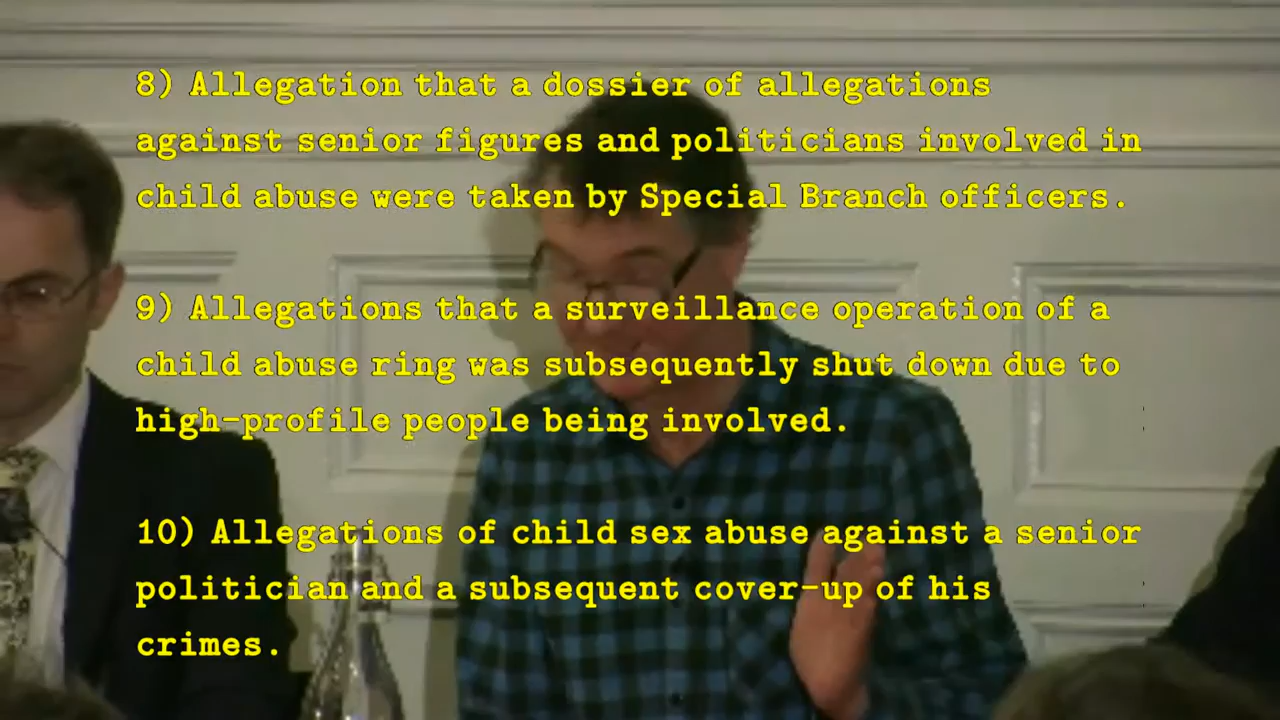 8) Allegation that a dossier of allegations
against senior figures and politicians involved in
child abuse were taken by Special Branch officers.
9) Allegations that a surveillance operation of a
child abuse ring was subsequently shut down due to
high-profile people being involved.
10) Allegations of child sex abuse against a senior
politician and a subsequent cover-up of his
crimes.